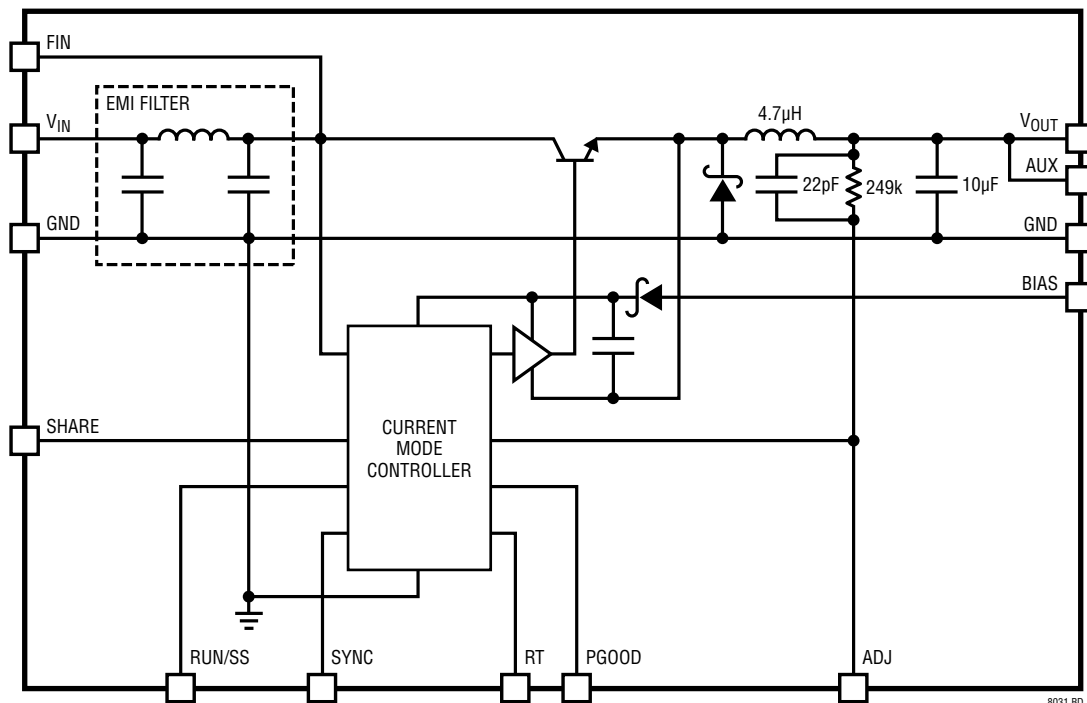 FIN
EMI FILTER
VIN
4.7µH
VOUT
AUX
22pF
249k
10µF
GND
GND
BIAS
SHARE
CURRENT
MODE
CONTROLLER
RUN/SS
SYNC
RT
PGOOD
ADJ
8031 BD